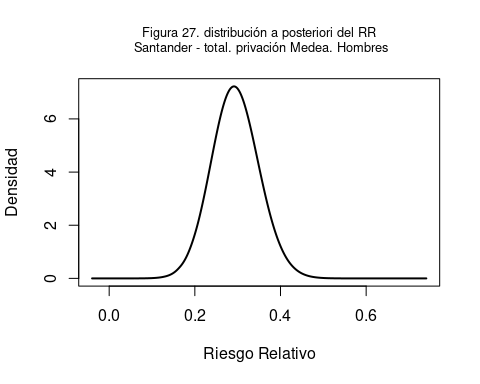 Figura 27. distribución a posteriori del RR
Santander - total. privación Medea. Hombres
Densidad
6
4
2
0
0.0 0.2 0.4 0.6
Riesgo Relativo